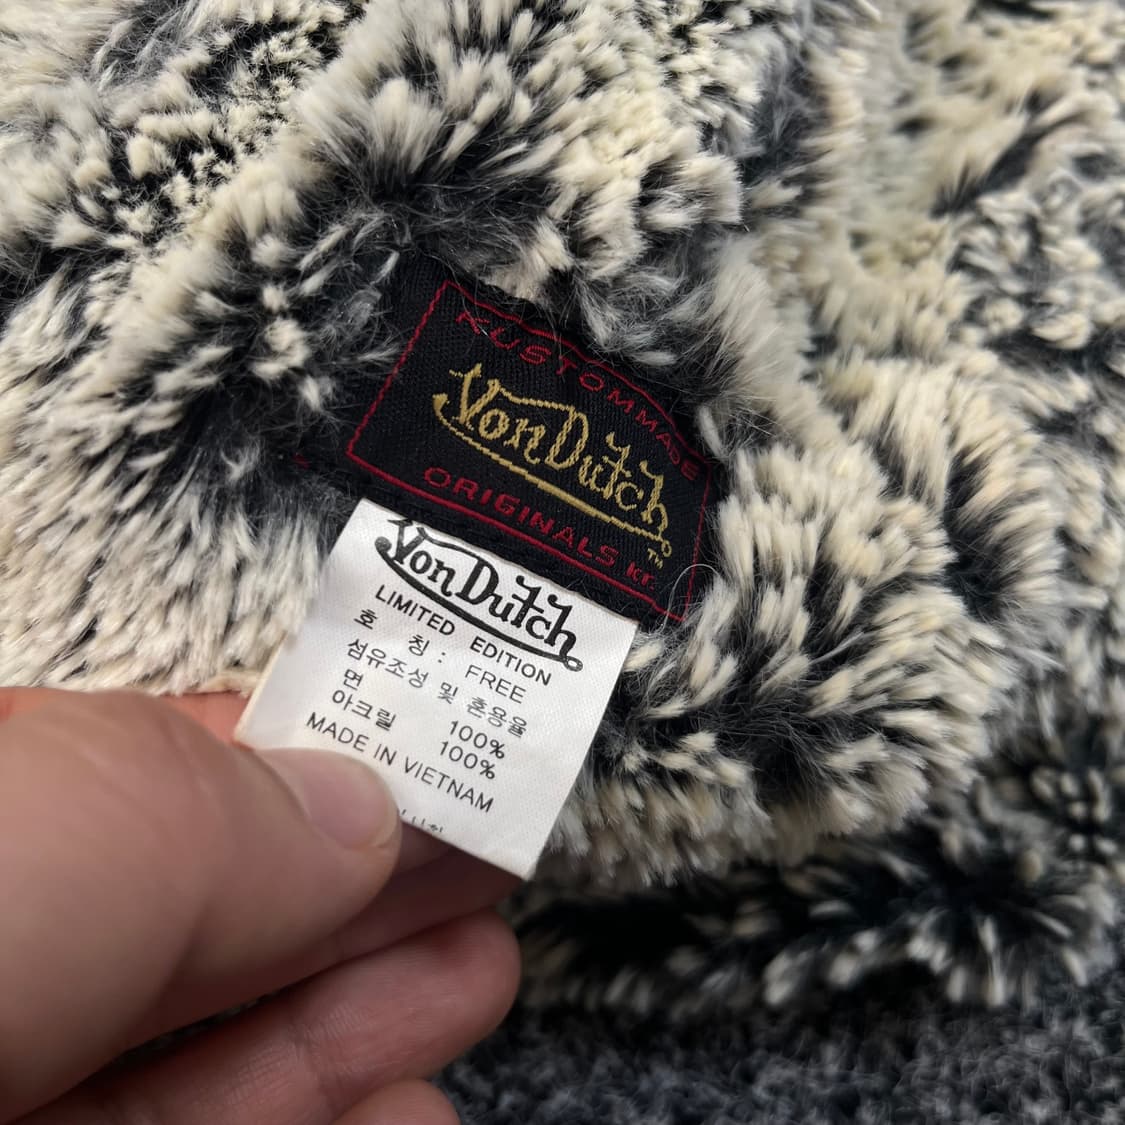 KUSTOMMADE
Von Dutch
TM
ORIGINALS kr.
Von Dutch
LIMITED EDITION
호 칭 : FREE
섬유조성 및 혼용율
면 100%
아크릴 100%
MADE IN VIETNAM